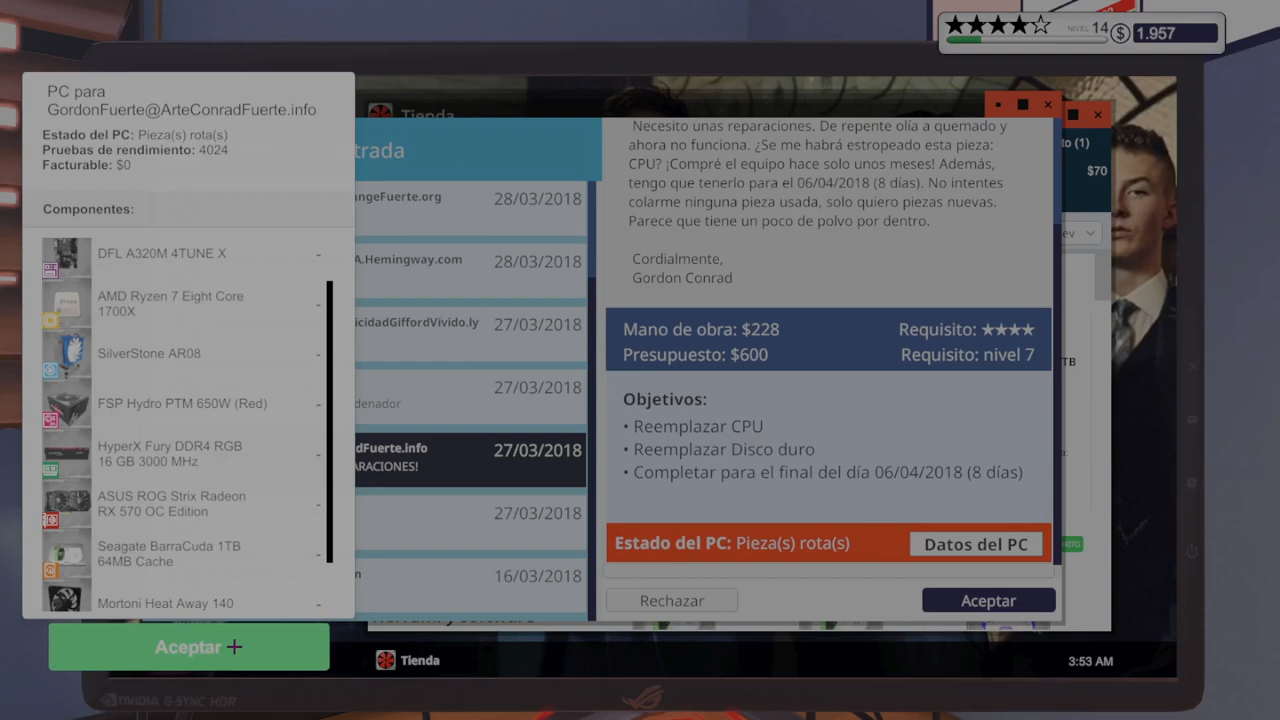 NIVEL 14
$ 1.957
PC para
GordonFuerte@ArteConradFuerte.info
Estado del PC: Pieza(s) rota(s)
Pruebas de rendimiento: 4024
Facturable: $0
Componentes:
DFL A320M 4TUNE X -
AMD Ryzen 7 Eight Core
1700X -
SilverStone AR08 -
FSP Hydro PTM 650W (Red) -
HyperX Fury DDR4 RGB
16 GB 3000 MHz -
ASUS ROG Strix Radeon
RX 570 OC Edition -
Seagate BarraCuda 1TB
64MB Cache -
Mortoni Heat Away 140 -
Aceptar +
Tienda
trada
ngeFuerte.org 28/03/2018
A.Hemingway.com 28/03/2018
icidadGiffordVívido.ly 27/03/2018
denador 27/03/2018
dFuerte.info 27/03/2018
ARACIONES!
27/03/2018
n 16/03/2018
Necesito unas reparaciones. De repente olía a quemado y
ahora no funciona. ¿Se me habrá estropeado esta pieza:
CPU? ¡Compré el equipo hace solo unos meses! Además,
tengo que tenerlo para el 06/04/2018 (8 días). No intentes
colarme ninguna pieza usada, solo quiero piezas nuevas.
Parece que tiene un poco de polvo por dentro.
Cordialmente,
Gordon Conrad
Mano de obra: $228 Requisito: ★★★★
Presupuesto: $600 Requisito: nivel 7
Objetivos:
• Reemplazar CPU
• Reemplazar Disco duro
• Completar para el final del día 06/04/2018 (8 días)
Estado del PC: Pieza(s) rota(s) Datos del PC
Rechazar Aceptar
to (1)
$70
ev
TB
Tienda
3:53 AM
NVIDIA G-SYNC HDR